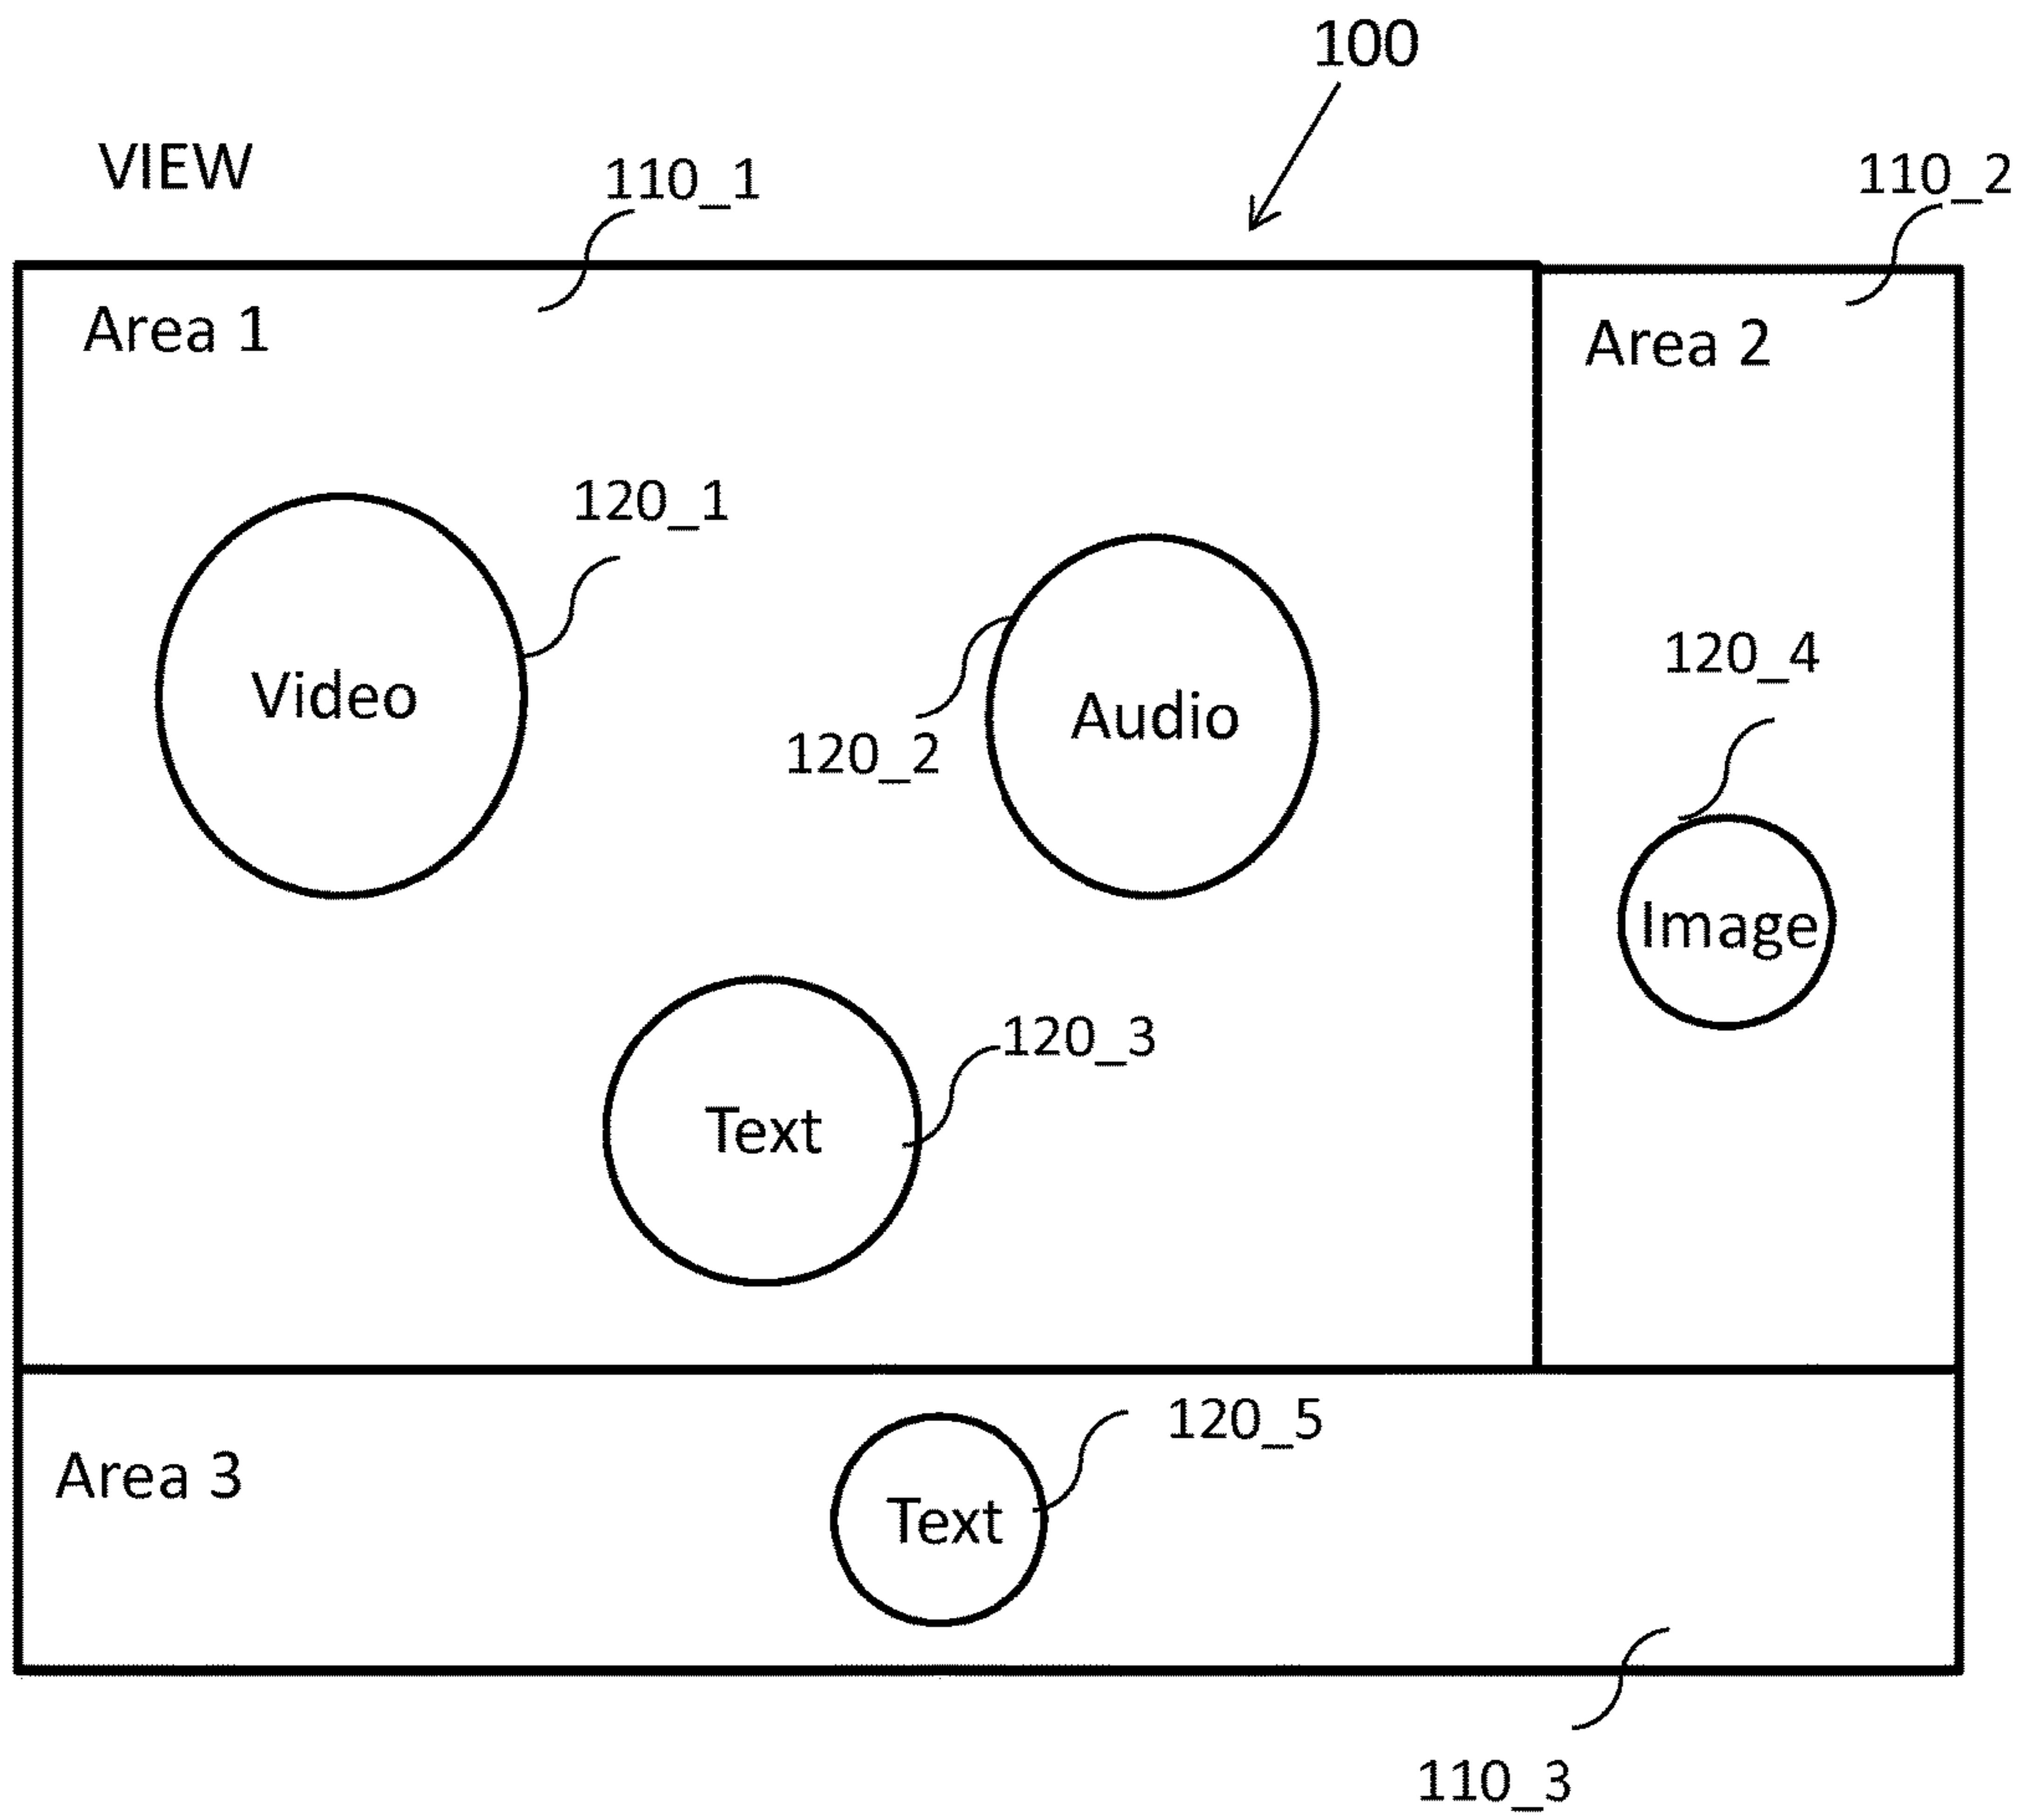 100
VIEW
110_1
110_2
Area 1
Area 2
120_1
Video
Audio
120_2
120_4
Image
120_3
Text
120_5
Area 3
Text
110_3